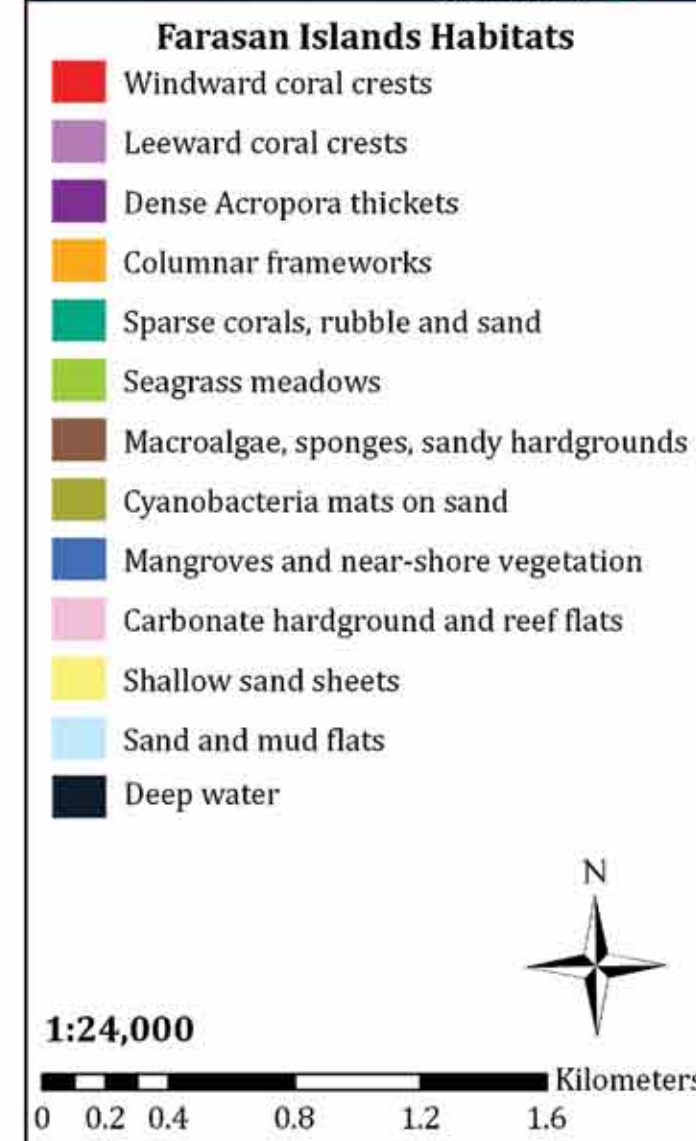 Farasan Islands Habitats
Windward coral crests
Leeward coral crests
Dense Acropora thickets
Columnar frameworks
Sparse corals, rubble and sand
Seagrass meadows
Macroalgae, sponges, sandy hardgrounds
Cyanobacteria mats on sand
Mangroves and near-shore vegetation
Carbonate hardground and reef flats
Shallow sand sheets
Sand and mud flats
Deep water
N
1:24,000
Kilometers
0 0.2 0.4 0.8 1.2 1.6